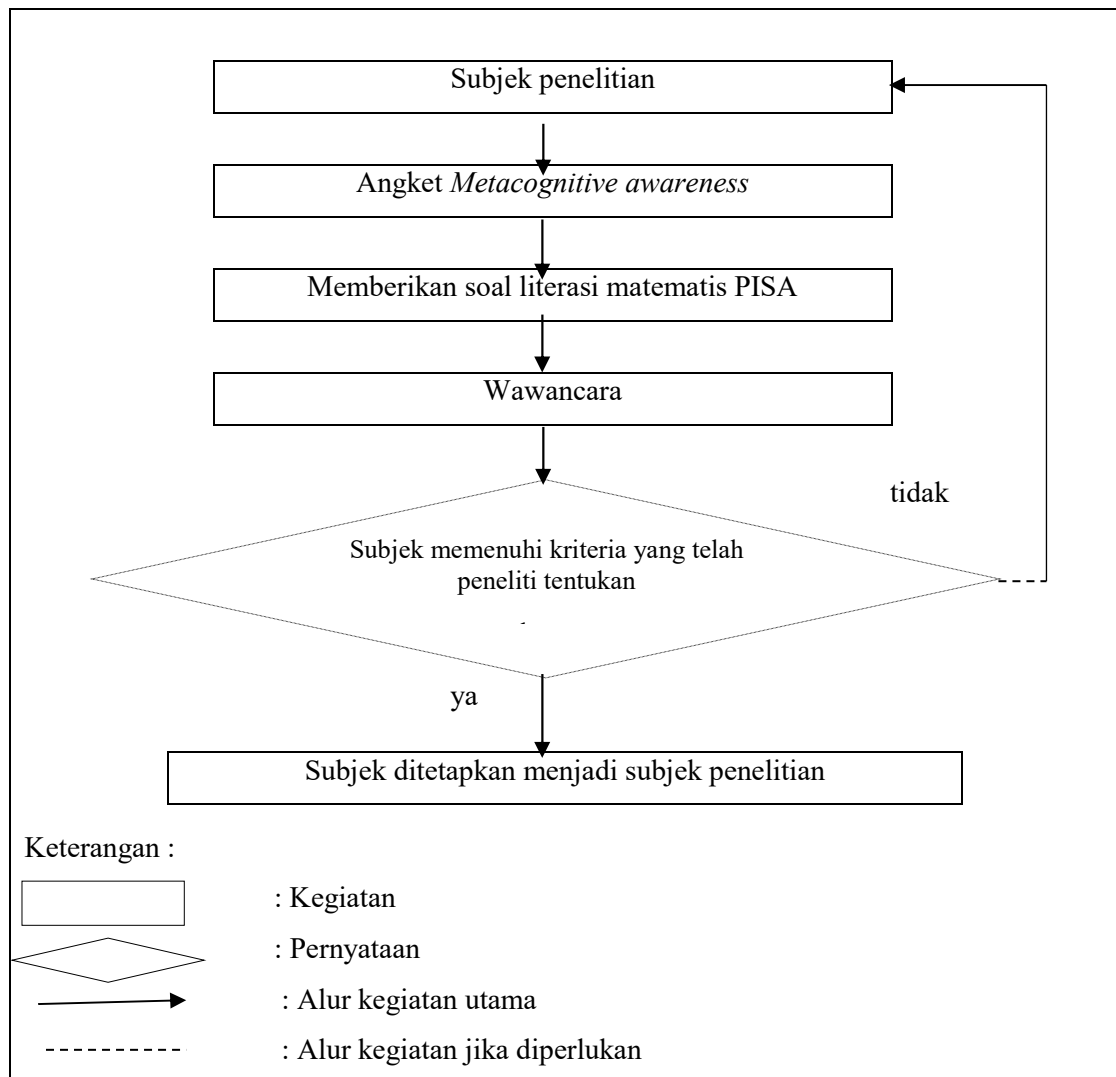 Subjek penelitian
Angket Metacognitive awareness
Memberikan soal literasi matematis PISA
Wawancara
tidak
Subjek memenuhi kriteria yang telah
peneliti tentukan
ya
Subjek ditetapkan menjadi subjek penelitian
Keterangan :
: Kegiatan
: Pernyataan
: Alur kegiatan utama
: Alur kegiatan jika diperlukan